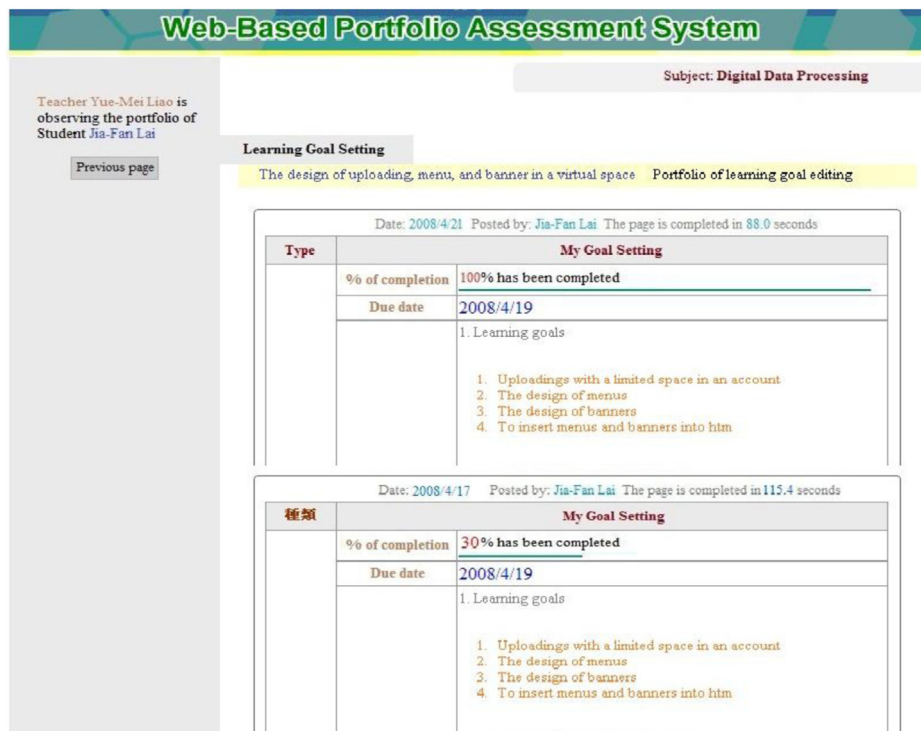 Web-Based Portfolio Assessment System
Subject: Digital Data Processing
Teacher Yue-Mei Liao is
observing the portfolio of
Student Jia-Fan Lai
Previous page
Learning Goal Setting
The design of uploading, menu, and banner in a virtual space Portfolio of learning goal editing
Date: 2008/4/21 Posted by: Jia-Fan Lai The page is completed in 88.0 seconds
Type My Goal Setting
% of completion 100% has been completed
Due date 2008/4/19
1. Learning goals
1. Uploadings with a limited space in an account
2. The design of menus
3. The design of banners
4. To insert menus and banners into htm
Date: 2008/4/17 Posted by: Jia-Fan Lai The page is completed in 115.4 seconds
種類 My Goal Setting
% of completion 30% has been completed
Due date 2008/4/19
1. Learning goals
1. Uploadings with a limited space in an account
2. The design of menus
3. The design of banners
4. To insert menus and banners into htm